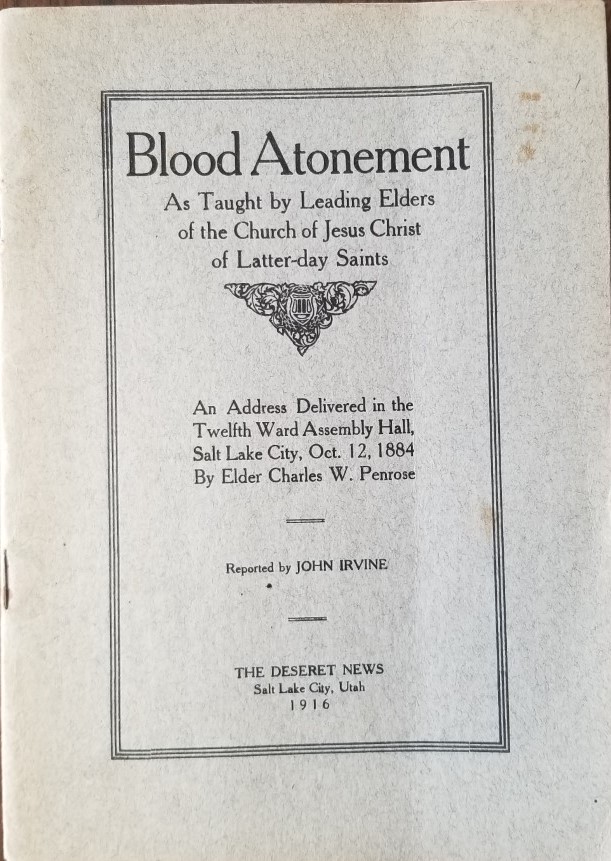 Blood Atonement
As Taught by Leading Elders
of the Church of Jesus Christ
of Latter-day Saints
An Address Delivered in the
Twelfth Ward Assembly Hall,
Salt Lake City, Oct. 12, 1884
By Elder Charles W. Penrose
Reported by JOHN IRVINE
THE DESERET NEWS
Salt Lake City, Utah
1916